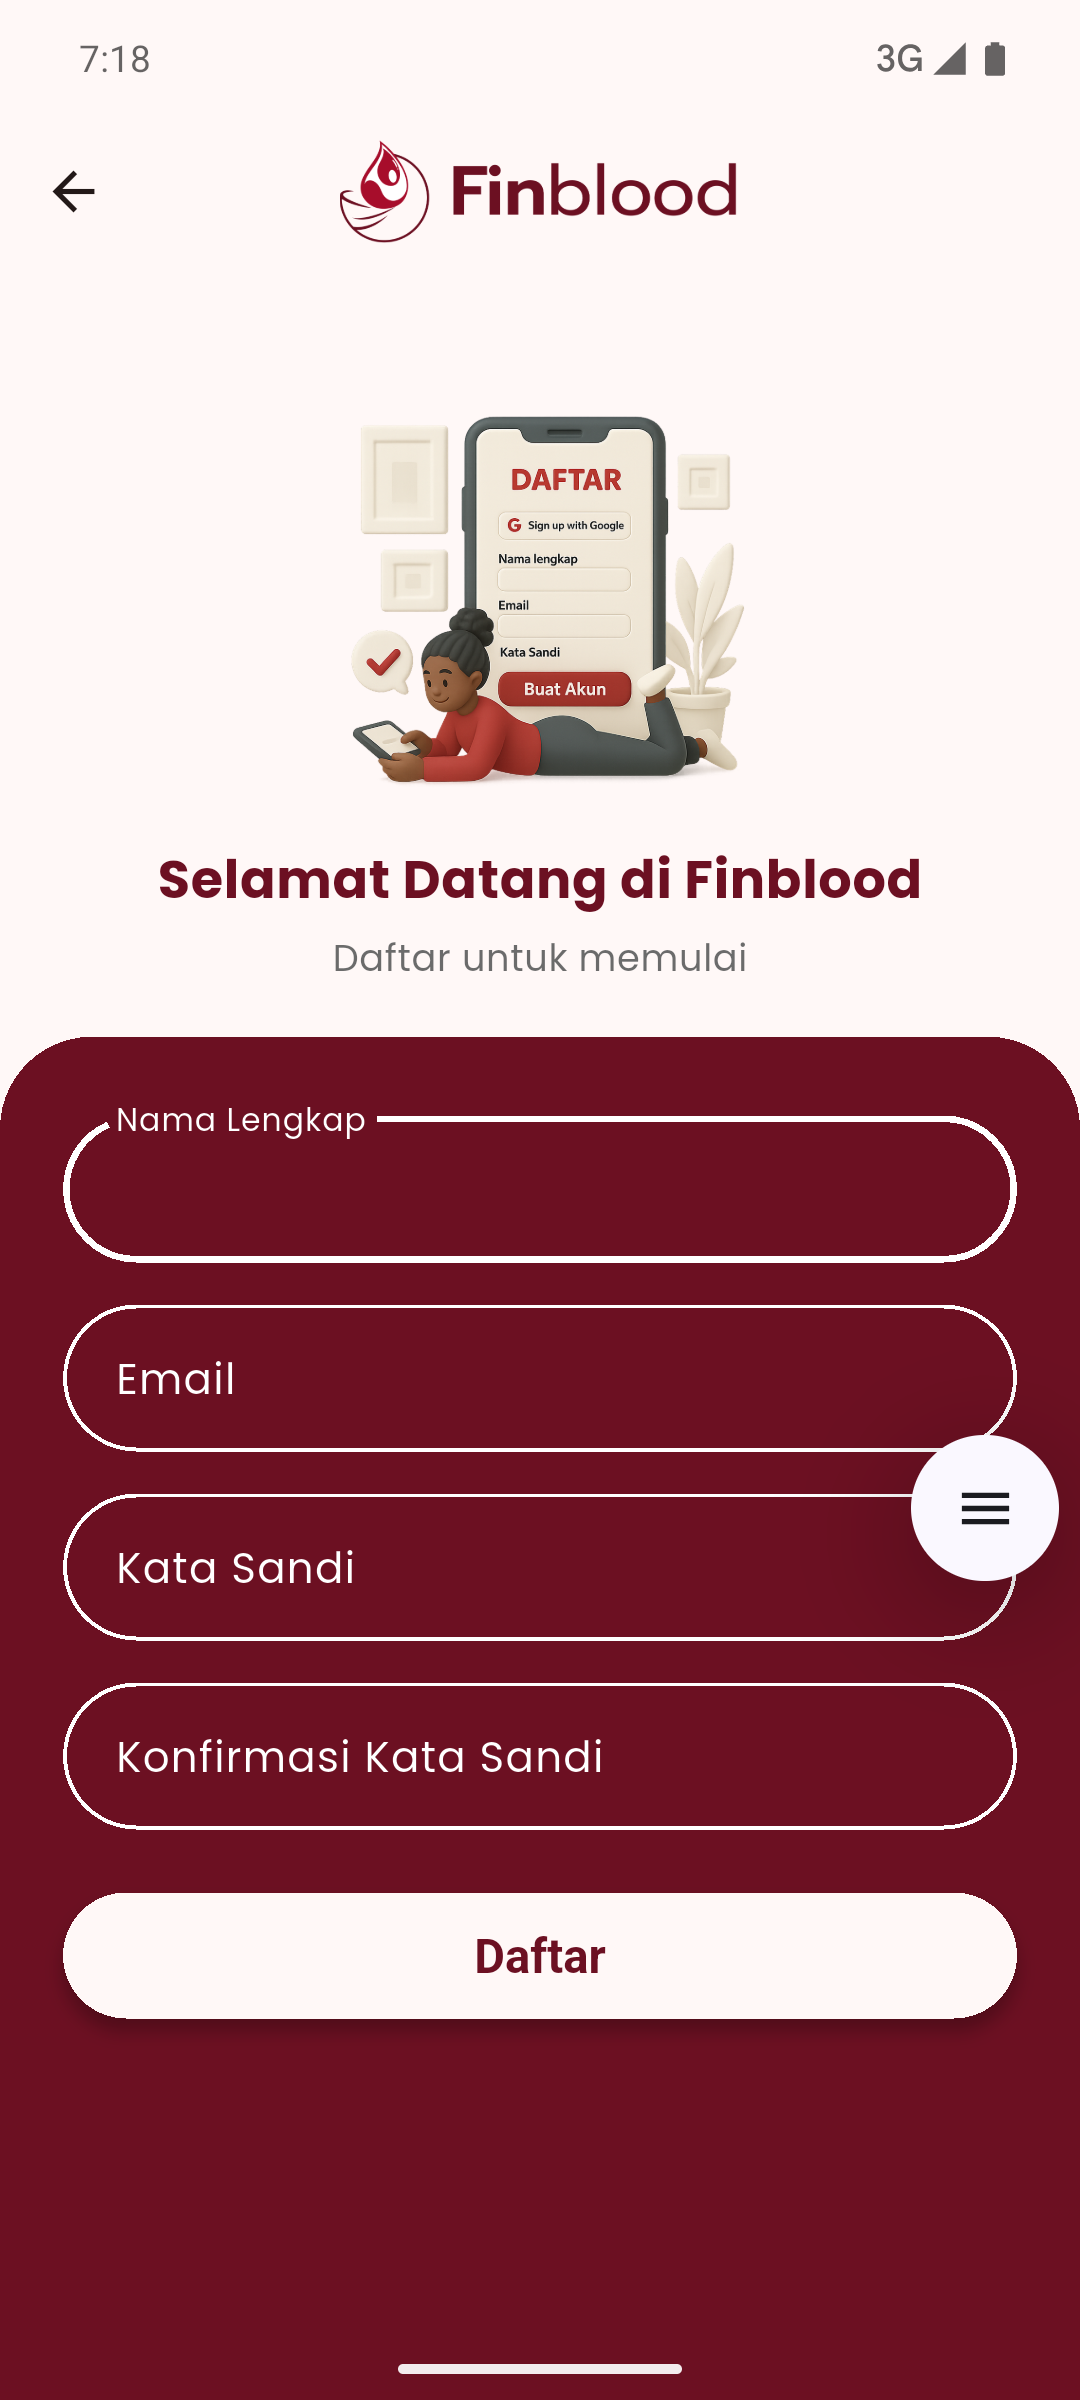 7:18
3G
Finblood
DAFTAR
G Sign up with Google
Nama lengkap
Email
Kata Sandi
Buat Akun
Selamat Datang di Finblood
Daftar untuk memulai
Nama Lengkap
Email
Kata Sandi
Konfirmasi Kata Sandi
Daftar